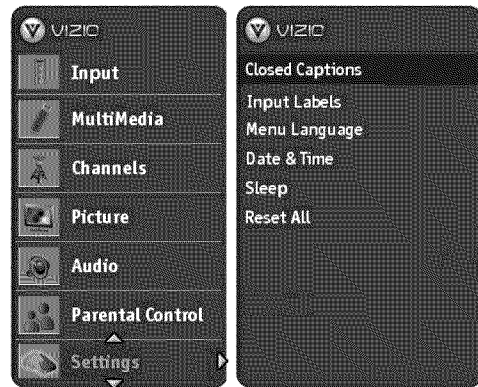 VIZIO
Input
MultiMedia
Channels
Picture
Audio
Parental Control
Settings
VIZIO
Closed Captions
Input Labels
Menu Language
Date & Time
Sleep
Reset All